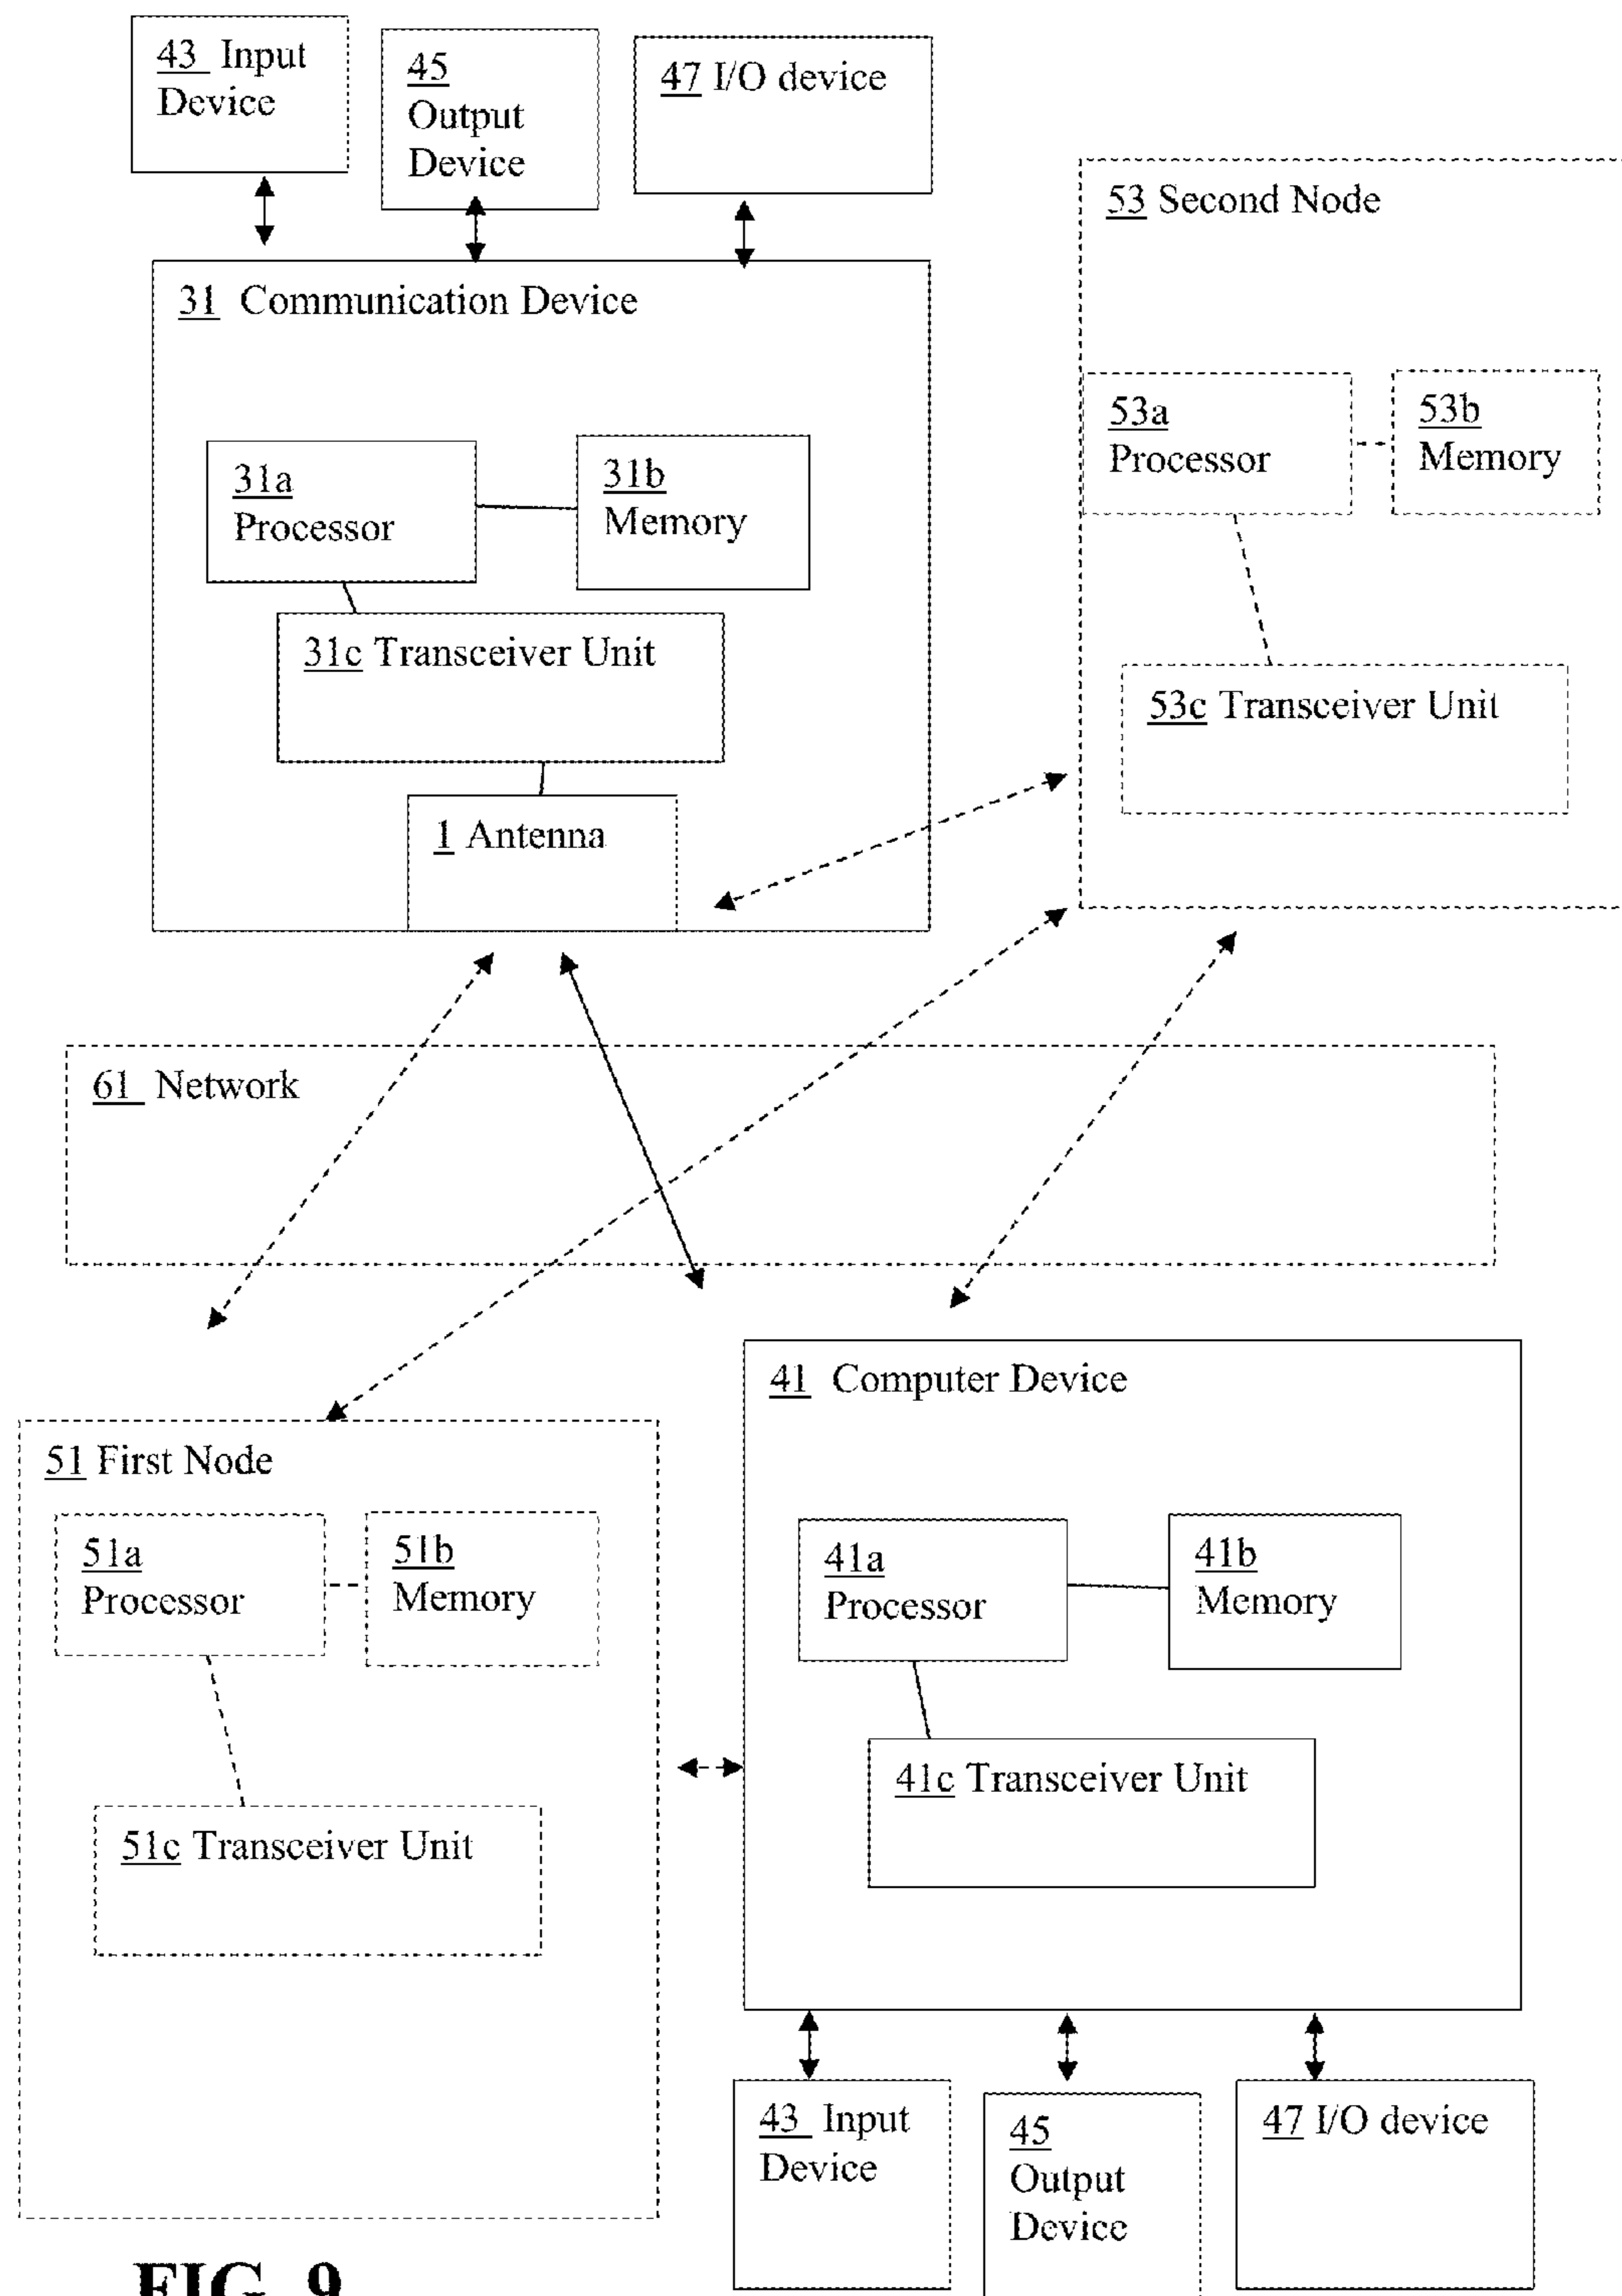 43 Input
Device
45
Output
Device
47 I/O device
53 Second Node
31 Communication Device
53a
Processor
53b
Memory
31a
Processor
31b
Memory
31c Transceiver Unit
53c Transceiver Unit
1 Antenna
61 Network
41 Computer Device
51 First Node
51a
Processor
51b
Memory
41a
Processor
41b
Memory
41c Transceiver Unit
51c Transceiver Unit
43 Input
Device
45
Output
Device
47 I/O device
FIG. 9